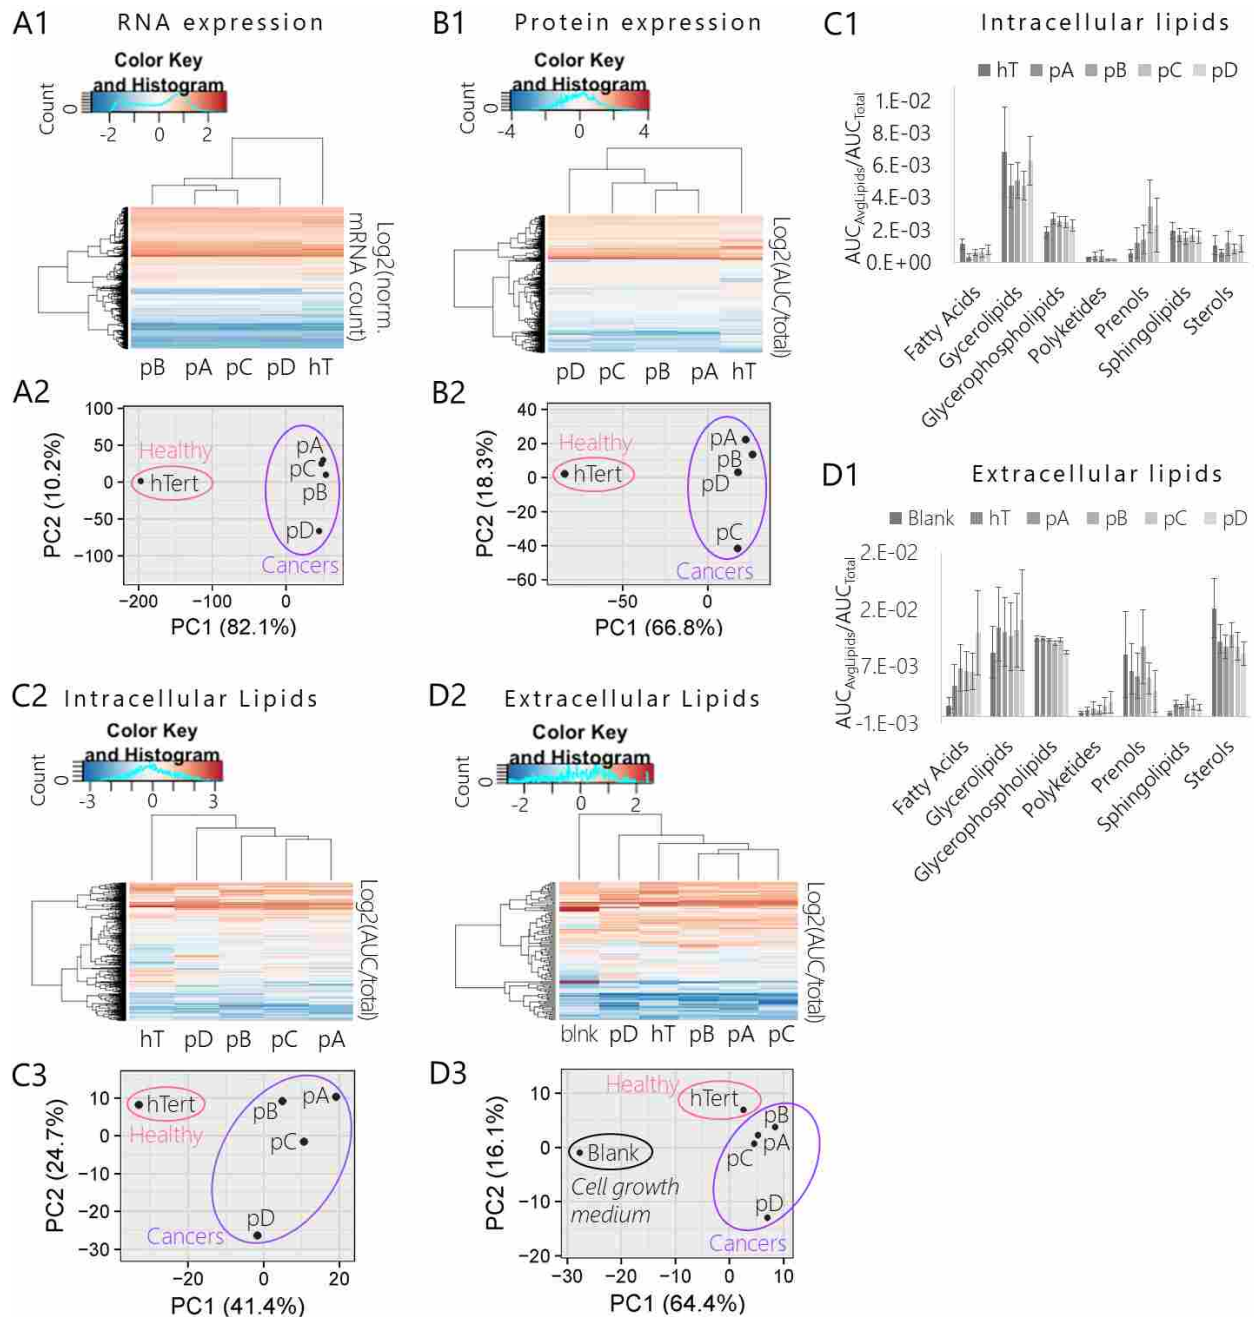 A1 RNA expression
Color Key
and Histogram
Count
0
-2 0 2
Log2(norm.
mRNA count)
pB pA pC pD hT
B1 Protein expression
Color Key
and Histogram
Count
0
-4 0 4
Log2(AUC/total)
pD pC pB pA hT
C1 Intracellular lipids
hT pA pB pC pD
AUCAvgLipids/AUCTotal
1.E-02
8.E-03
6.E-03
4.E-03
2.E-03
0.E+00
Fatty Acids
Gycerolipids
Glycerophospholipids
Polyketides
Prenols
Sphingolipids
Sterols
A2
PC2 (10.2%)
100
50
0
−50
−100
Healthy
hTert
pA
pC
pB
pD
Cancers
−200 −100 0
PC1 (82.1%)
B2
PC2 (18.3%)
40
20
0
−20
−40
−60
Healthy
hTert
pA
pB
pD
pC
Cancers
−50 0
PC1 (66.8%)
D1 Extracellular lipids
Blank hT pA pB pC pD
AUCAvgLipids/AUCTotal
2.E-02
2.E-02
7.E-03
-1.E-03
Fatty Acids
Glycerolipids
Glycerophospholipids
Polyketides
Prenols
Sphingolipids
Sterols
C2 Intracellular Lipids
Color Key
and Histogram
Count
0
-3 0 3
Log2(AUC/total)
hT pD pB pC pA
D2 Extracellular Lipids
Color Key
and Histogram
Count
0
-2 0 2
Log2(AUC/total)
blnk pD hT pB pA pC
C3
PC2 (24.7%)
10
0
−10
−20
−30
hTert
Healthy
pA
pB
pC
pD
Cancers
−20 0 20
PC1 (41.4%)
D3
PC2 (16.1%)
10
0
−10
−20
Healthy
hTert
pB
pA
pC
Blank
Cell growth
medium
pD
Cancers
−30 −20 −10 0 10
PC1 (64.4%)